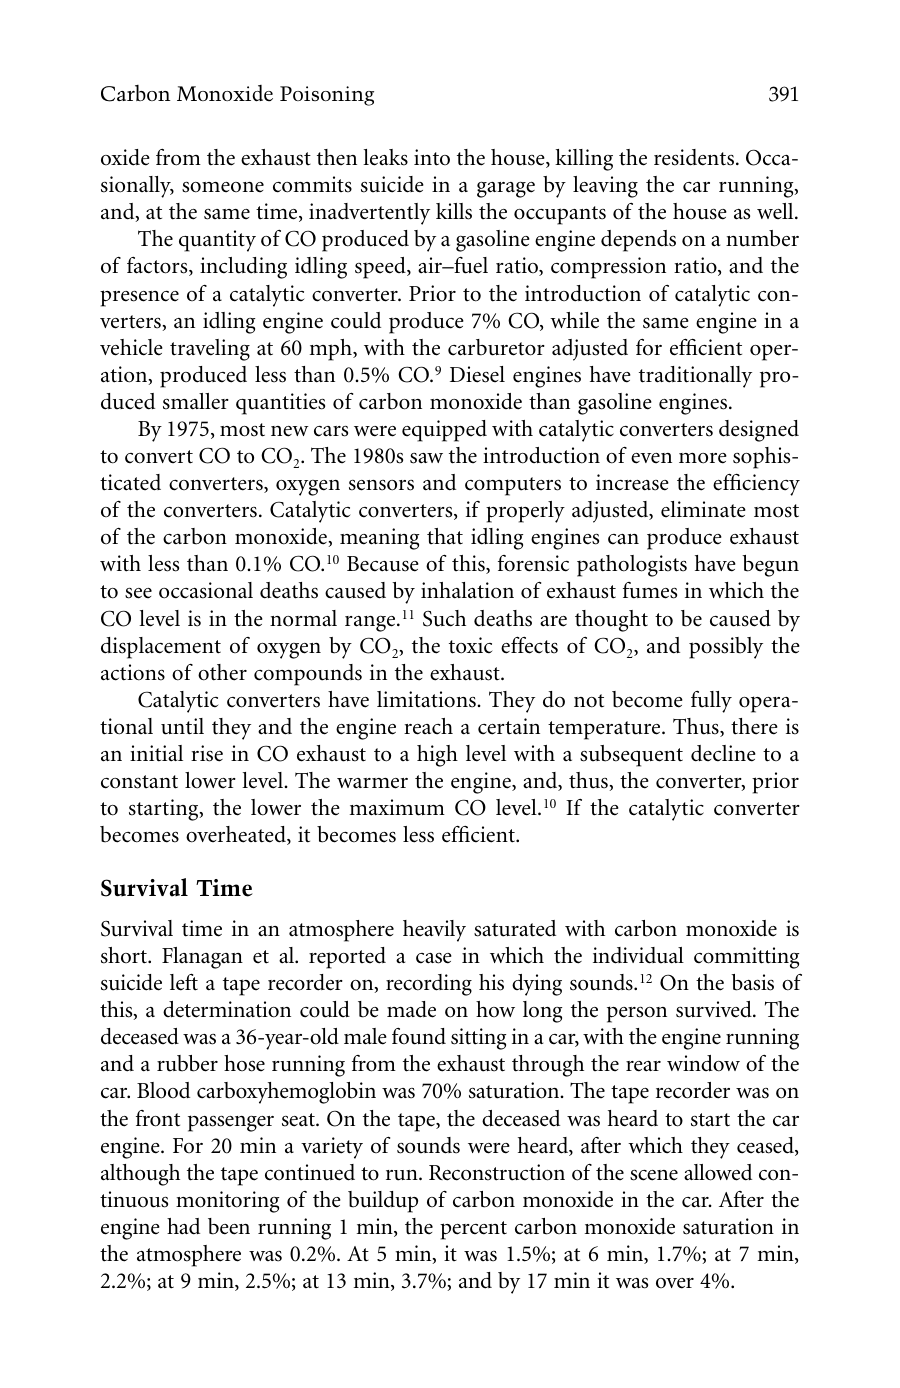 Carbon Monoxide Poisoning 391
oxide from the exhaust then leaks into the house, killing the residents. Occa-
sionally, someone commits suicide in a garage by leaving the car running,
and, at the same time, inadvertently kills the occupants of the house as well.
The quantity of CO produced by a gasoline engine depends on a number
of factors, including idling speed, air–fuel ratio, compression ratio, and the
presence of a catalytic converter. Prior to the introduction of catalytic con-
verters, an idling engine could produce 7% CO, while the same engine in a
vehicle traveling at 60 mph, with the carburetor adjusted for efficient oper-
ation, produced less than 0.5% CO.⁹ Diesel engines have traditionally pro-
duced smaller quantities of carbon monoxide than gasoline engines.
By 1975, most new cars were equipped with catalytic converters designed
to convert CO to CO₂. The 1980s saw the introduction of even more sophis-
ticated converters, oxygen sensors and computers to increase the efficiency
of the converters. Catalytic converters, if properly adjusted, eliminate most
of the carbon monoxide, meaning that idling engines can produce exhaust
with less than 0.1% CO.¹⁰ Because of this, forensic pathologists have begun
to see occasional deaths caused by inhalation of exhaust fumes in which the
CO level is in the normal range.¹¹ Such deaths are thought to be caused by
displacement of oxygen by CO₂, the toxic effects of CO₂, and possibly the
actions of other compounds in the exhaust.
Catalytic converters have limitations. They do not become fully opera-
tional until they and the engine reach a certain temperature. Thus, there is
an initial rise in CO exhaust to a high level with a subsequent decline to a
constant lower level. The warmer the engine, and, thus, the converter, prior
to starting, the lower the maximum CO level.¹⁰ If the catalytic converter
becomes overheated, it becomes less efficient.
Survival Time
Survival time in an atmosphere heavily saturated with carbon monoxide is
short. Flanagan et al. reported a case in which the individual committing
suicide left a tape recorder on, recording his dying sounds.¹² On the basis of
this, a determination could be made on how long the person survived. The
deceased was a 36-year-old male found sitting in a car, with the engine running
and a rubber hose running from the exhaust through the rear window of the
car. Blood carboxyhemoglobin was 70% saturation. The tape recorder was on
the front passenger seat. On the tape, the deceased was heard to start the car
engine. For 20 min a variety of sounds were heard, after which they ceased,
although the tape continued to run. Reconstruction of the scene allowed con-
tinuous monitoring of the buildup of carbon monoxide in the car. After the
engine had been running 1 min, the percent carbon monoxide saturation in
the atmosphere was 0.2%. At 5 min, it was 1.5%; at 6 min, 1.7%; at 7 min,
2.2%; at 9 min, 2.5%; at 13 min, 3.7%; and by 17 min it was over 4%.